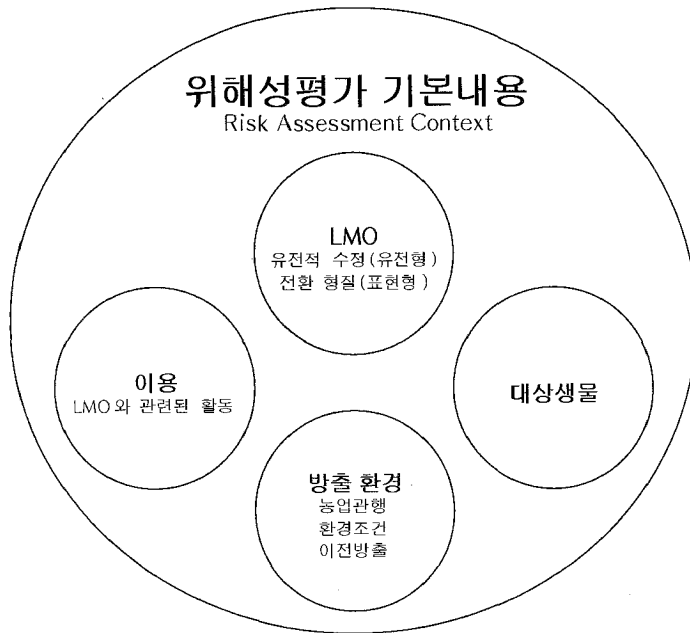 위해성평가 기본내용
Risk Assessment Context
LMO
유전적 수정(유전형)
전환 형질(표현형)
이용
LMO와 관련된 활동
대상생물
방출 환경
농업관행
환경조건
이전방출